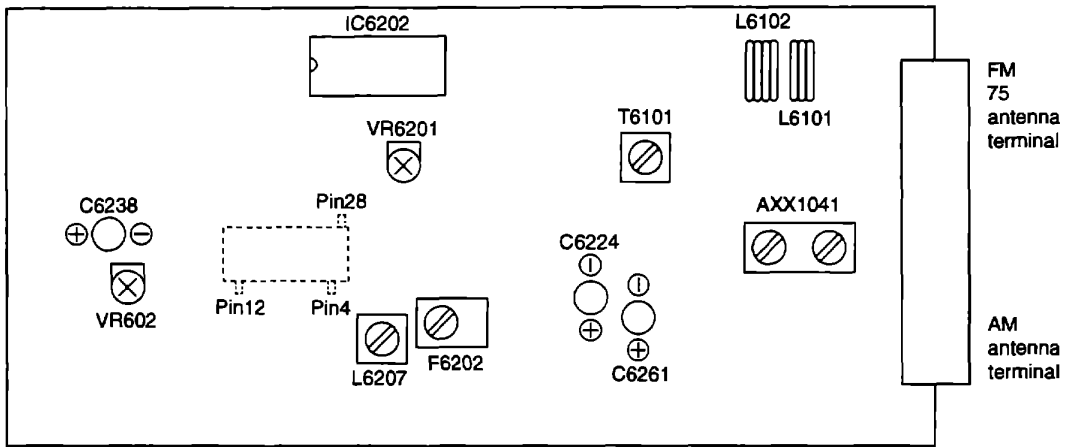 IC6202
L6102
FM
75
antenna
terminal
L6101
T6101
VR6201
Pin28
C6238
AXX1041
C6224
Pin12
Pin4
VR602
L6207
F6202
C6261
AM
antenna
terminal